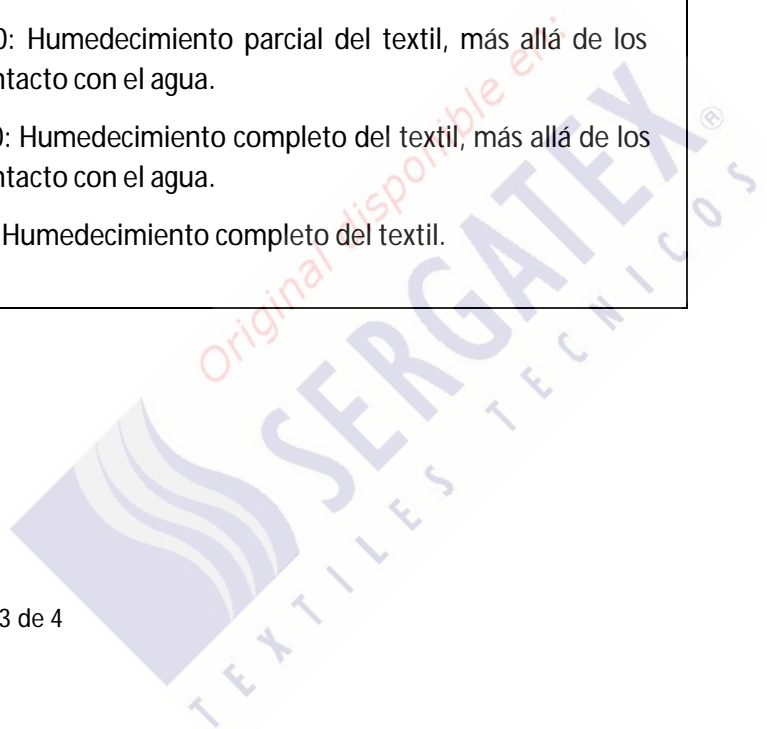 0: Humedecimiento parcial del textil, más allá de los
ntacto con el agua.
0: Humedecimiento completo del textil, más allá de los
ntacto con el agua.
Humedecimiento completo del textil.
Original disponible en:
SERGATEX ®
TEXTILES TECNICOS
3 de 4